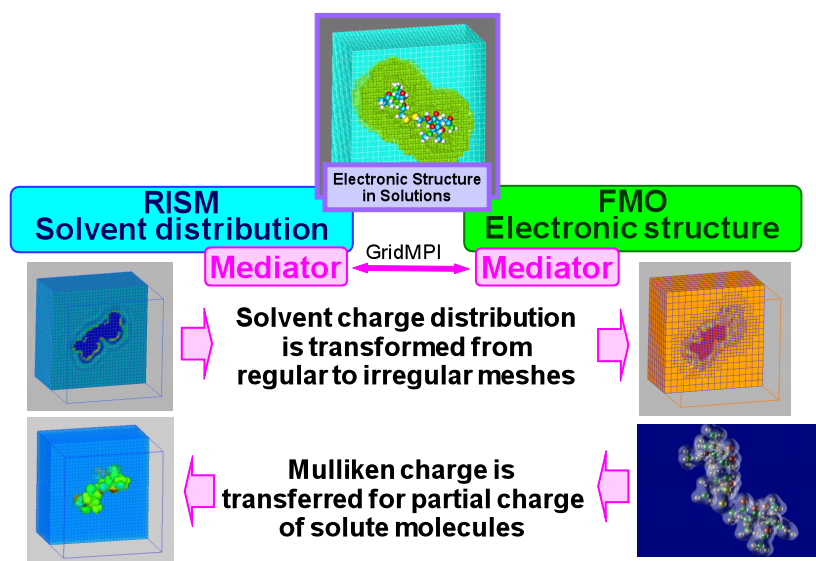 Electronic Structure
in Solutions
RISM
Solvent distribution
FMO
Electronic structure
Mediator
GridMPI
Mediator
Solvent charge distribution
is transformed from
regular to irregular meshes
Mulliken charge is
transferred for partial charge
of solute molecules